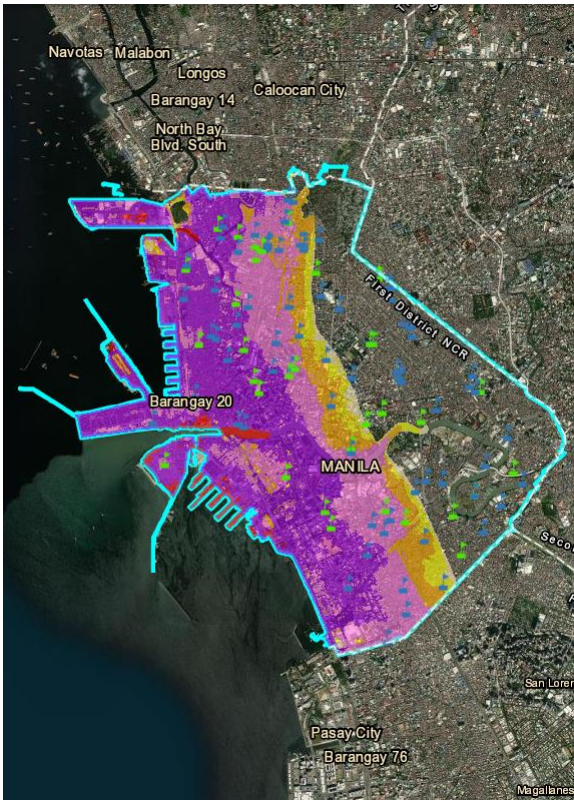 Navotas
Malabon
Longos
Caloocan City
Barangay 14
North Bay
Blvd. South
First District NCR
Barangay 20
MANILA
Seco
San Loren
Pasay City
Barangay 76
Magallanes